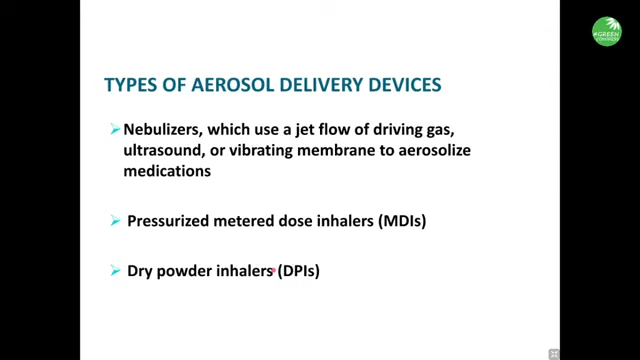 #GREEN
TYPES OF AEROSOL DELIVERY DEVICES
Nebulizers, which use a jet flow of driving gas,
ultrasound, or vibrating membrane to aerosolize
medications
Pressurized metered dose inhalers (MDIs)
Dry powder inhalers (DPIs)